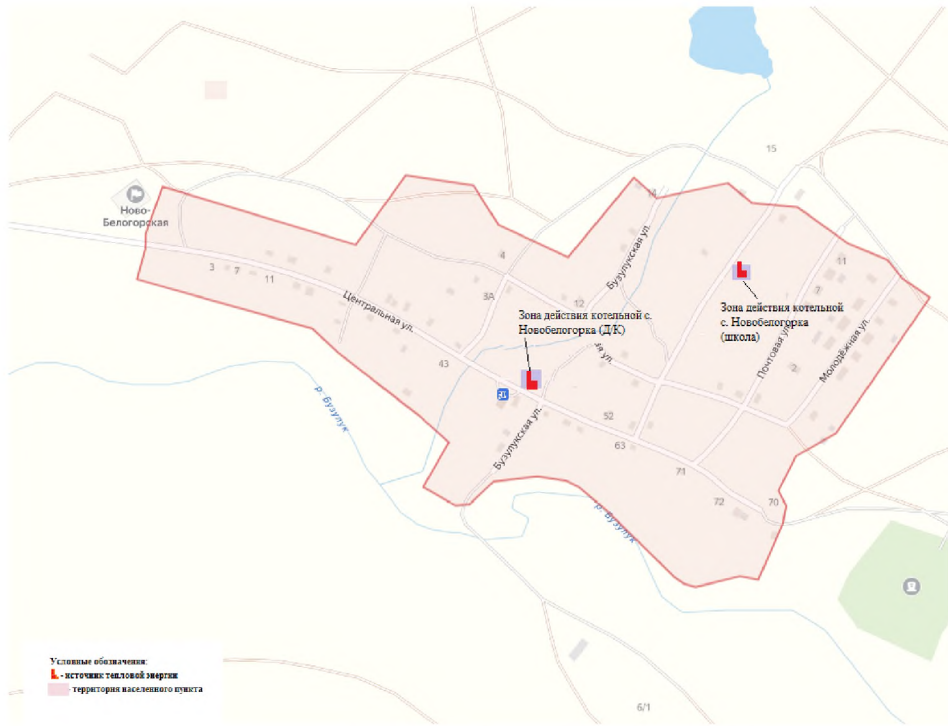 15
14
Ново-
Белогорская
4
Бузулукская ул.
11
3
7
11
3А
12
7
Центральная ул.
Зона действия котельной с.
Новобелогорка (Д/К)
Зона действия котельной
с. Новобелогорка
(школа)
Почтовая ул.
Молодёжная ул.
43
2
ул.
р. Бузулук
52
Бузулукская ул.
63
71
72
70
р. Бузулук
Условные обозначения:
- источник тепловой энергии
- территория населенного пункта
6/1